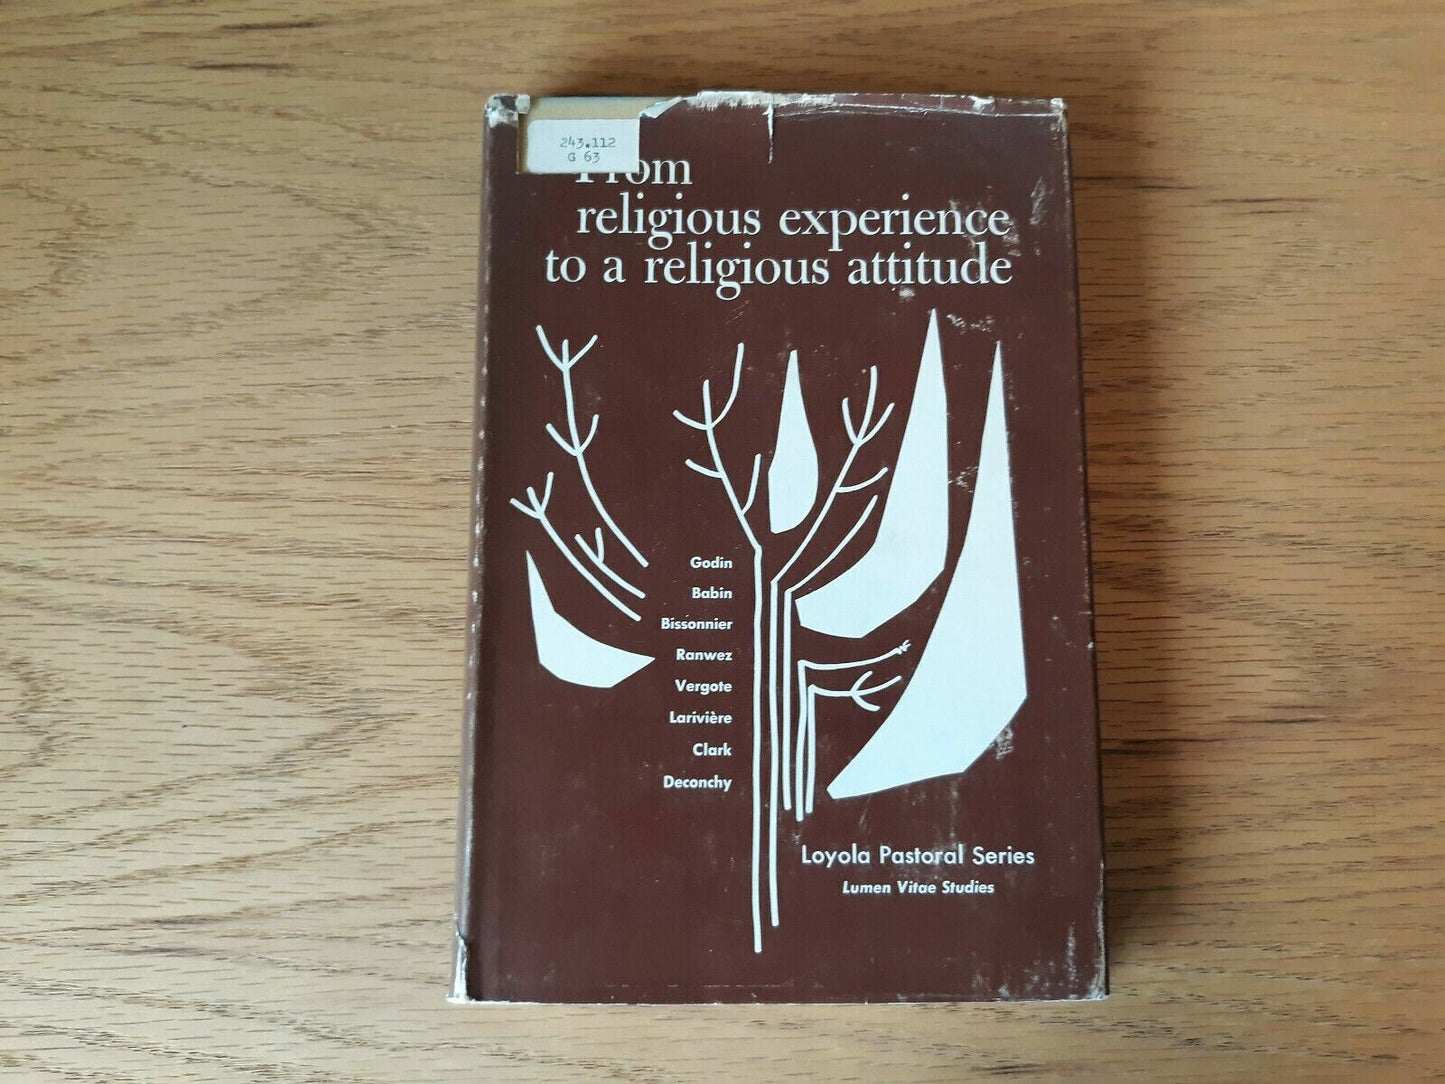 243.112
G 63
From
religious experience
to a religious attitude
Godin
Babin
Bissonnier
Ranwez
Vergote
Larivière
Clark
Deconchy
Loyola Pastoral Series
Lumen Vitae Studies